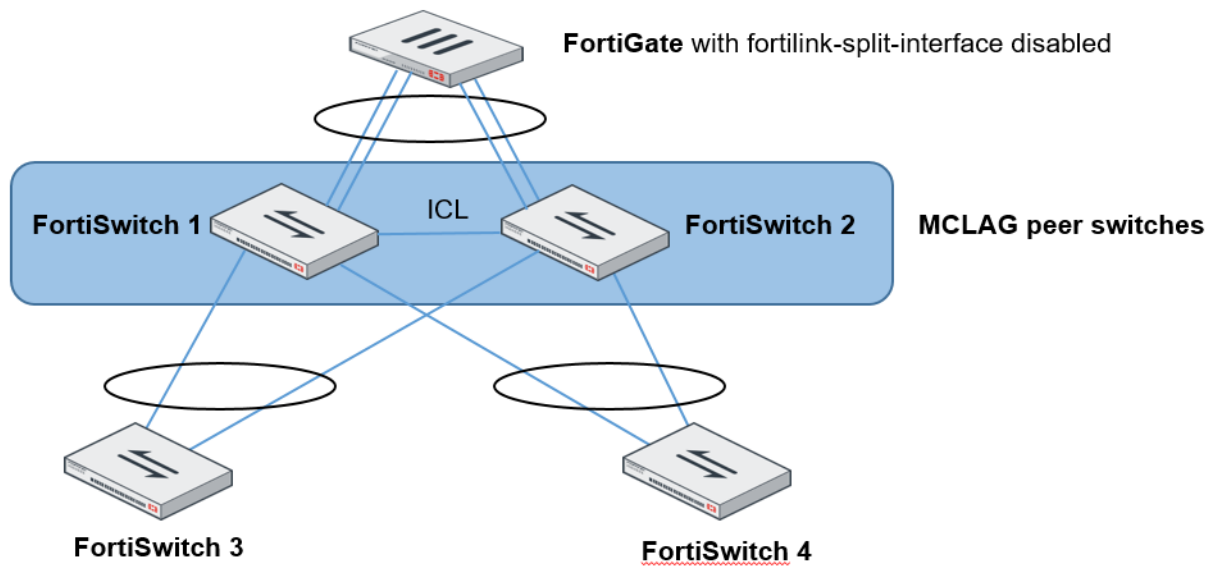 FortiGate with fortilink-split-interface disabled
FortiSwitch 1
ICL
FortiSwitch 2
MCLAG peer switches
FortiSwitch 3
FortiSwitch 4